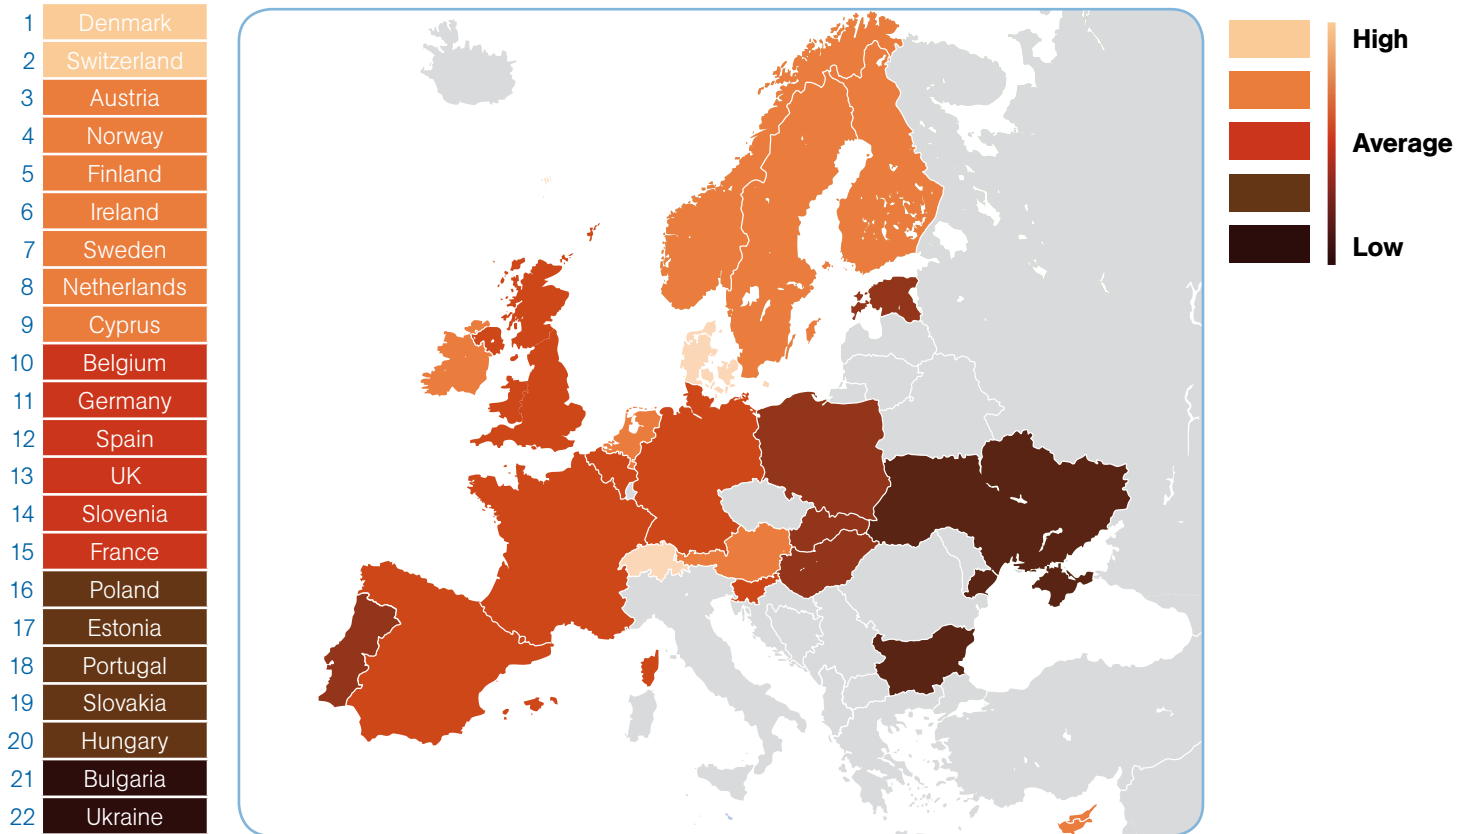 1 Denmark
2 Switzerland
3 Austria
4 Norway
5 Finland
6 Ireland
7 Sweden
8 Netherlands
9 Cyprus
10 Belgium
11 Germany
12 Spain
13 UK
14 Slovenia
15 France
16 Poland
17 Estonia
18 Portugal
19 Slovakia
20 Hungary
21 Bulgaria
22 Ukraine
High
Average
Low